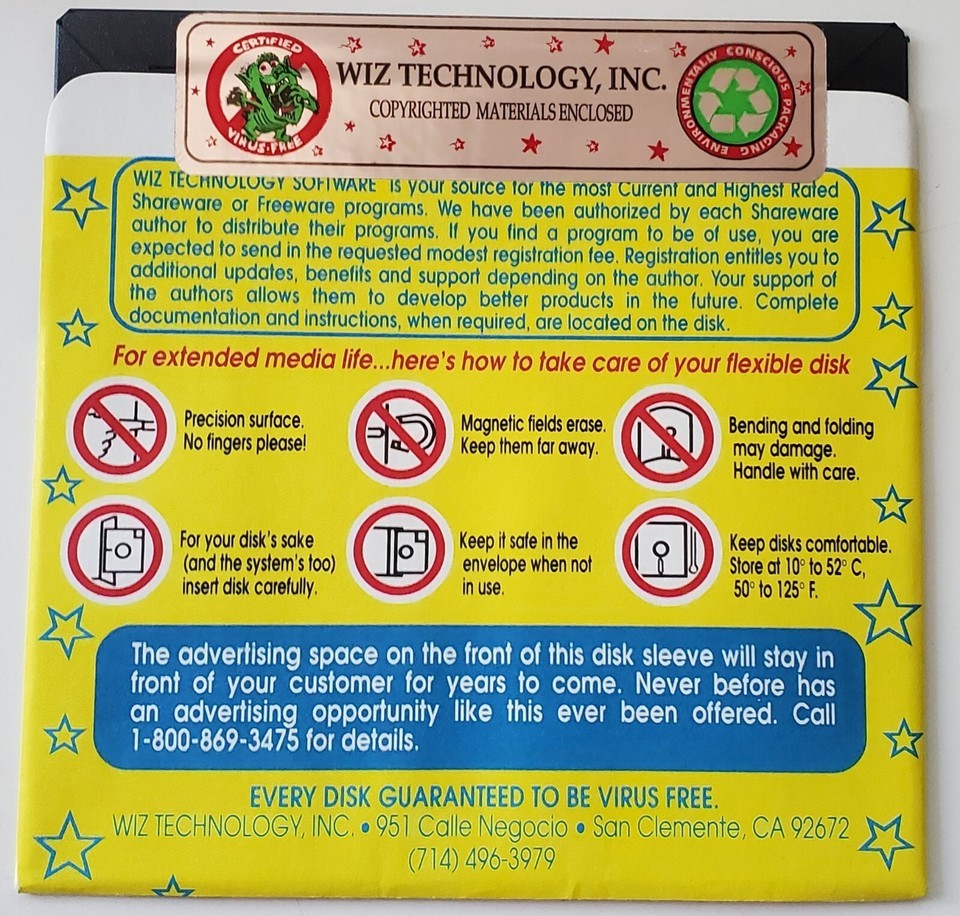 CERTIFIED
VIRUS-FREE
WIZ TECHNOLOGY, INC.
COPYRIGHTED MATERIALS ENCLOSED
ENVIRONMENTALLY CONSCIOUS PACKAGING
WIZ TECHNOLOGY SOFTWARE is your source for the most Current and Highest Rated
Shareware or Freeware programs. We have been authorized by each Shareware
author to distribute their programs. If you find a program to be of use, you are
expected to send in the requested modest registration fee. Registration entitles you to
additional updates, benefits and support depending on the author. Your support of
the authors allows them to develop better products in the future. Complete
documentation and instructions, when required, are located on the disk.
For extended media life...here's how to take care of your flexible disk
Precision surface.
No fingers please!
Magnetic fields erase.
Keep them far away.
Bending and folding
may damage.
Handle with care.
For your disk's sake
(and the system's too)
insert disk carefully.
Keep it safe in the
envelope when not
in use.
Keep disks comfortable.
Store at 10° to 52° C,
50° to 125° F.
The advertising space on the front of this disk sleeve will stay in
front of your customer for years to come. Never before has
an advertising opportunity like this ever been offered. Call
1-800-869-3475 for details.
EVERY DISK GUARANTEED TO BE VIRUS FREE.
WIZ TECHNOLOGY, INC. • 951 Calle Negocio • San Clemente, CA 92672
(714) 496-3979